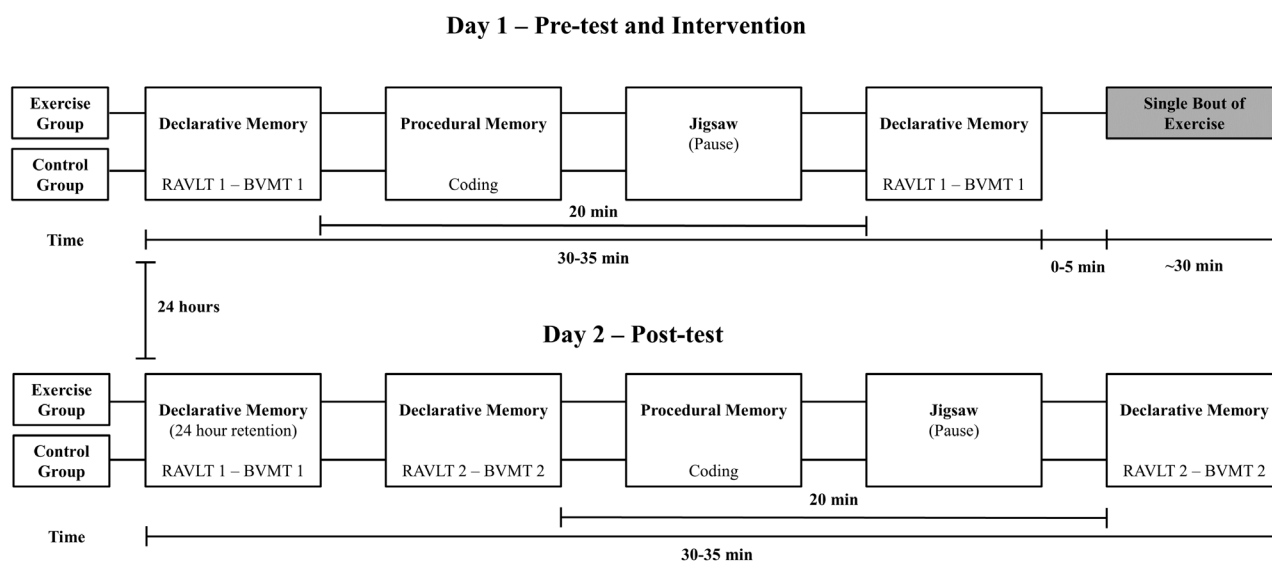 Day 1 – Pre-test and Intervention
Exercise
Group
Control
Group
Declarative Memory
RAVLT 1 – BVMT 1
Procedural Memory
Coding
Jigsaw
(Pause)
Declarative Memory
RAVLT 1 – BVMT 1
Single Bout of
Exercise
20 min
Time
30-35 min
0-5 min
~30 min
24 hours
Day 2 – Post-test
Exercise
Group
Control
Group
Declarative Memory
(24 hour retention)
RAVLT 1 – BVMT 1
Declarative Memory
RAVLT 2 – BVMT 2
Procedural Memory
Coding
Jigsaw
(Pause)
Declarative Memory
RAVLT 2 – BVMT 2
20 min
Time
30-35 min